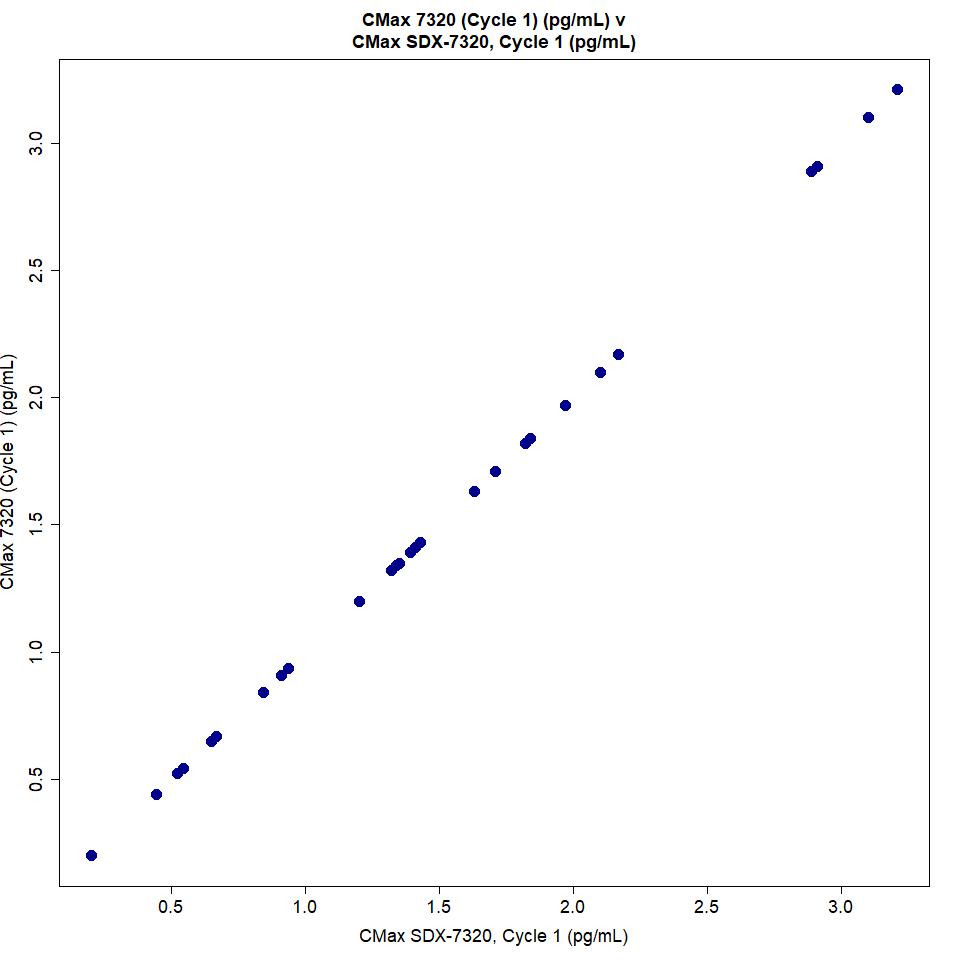 CMax 7320 (Cycle 1) (pg/mL) v
CMax SDX-7320, Cycle 1 (pg/mL)
CMax 7320 (Cycle 1) (pg/mL)
3.0
2.5
2.0
1.5
1.0
0.5
0.5 1.0 1.5 2.0 2.5 3.0
CMax SDX-7320, Cycle 1 (pg/mL)